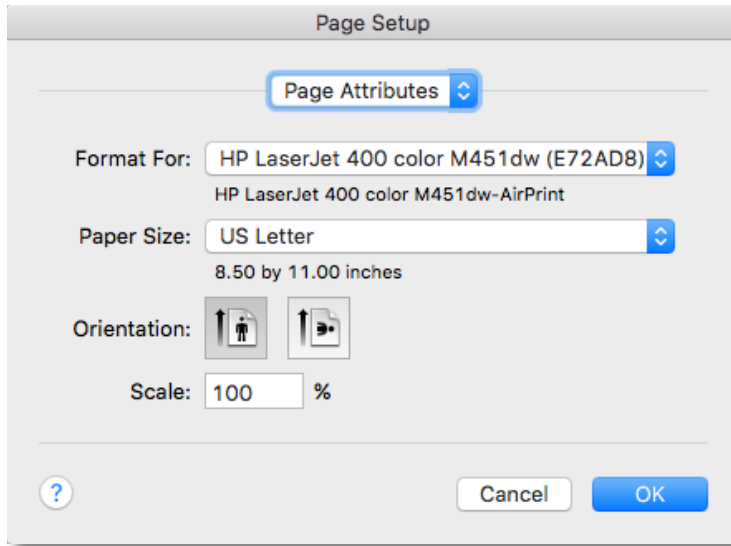 Page Setup
Page Attributes
Format For: HP LaserJet 400 color M451dw (E72AD8)
HP LaserJet 400 color M451dw-AirPrint
Paper Size: US Letter
8.50 by 11.00 inches
Orientation:
Scale: 100 %
? Cancel OK